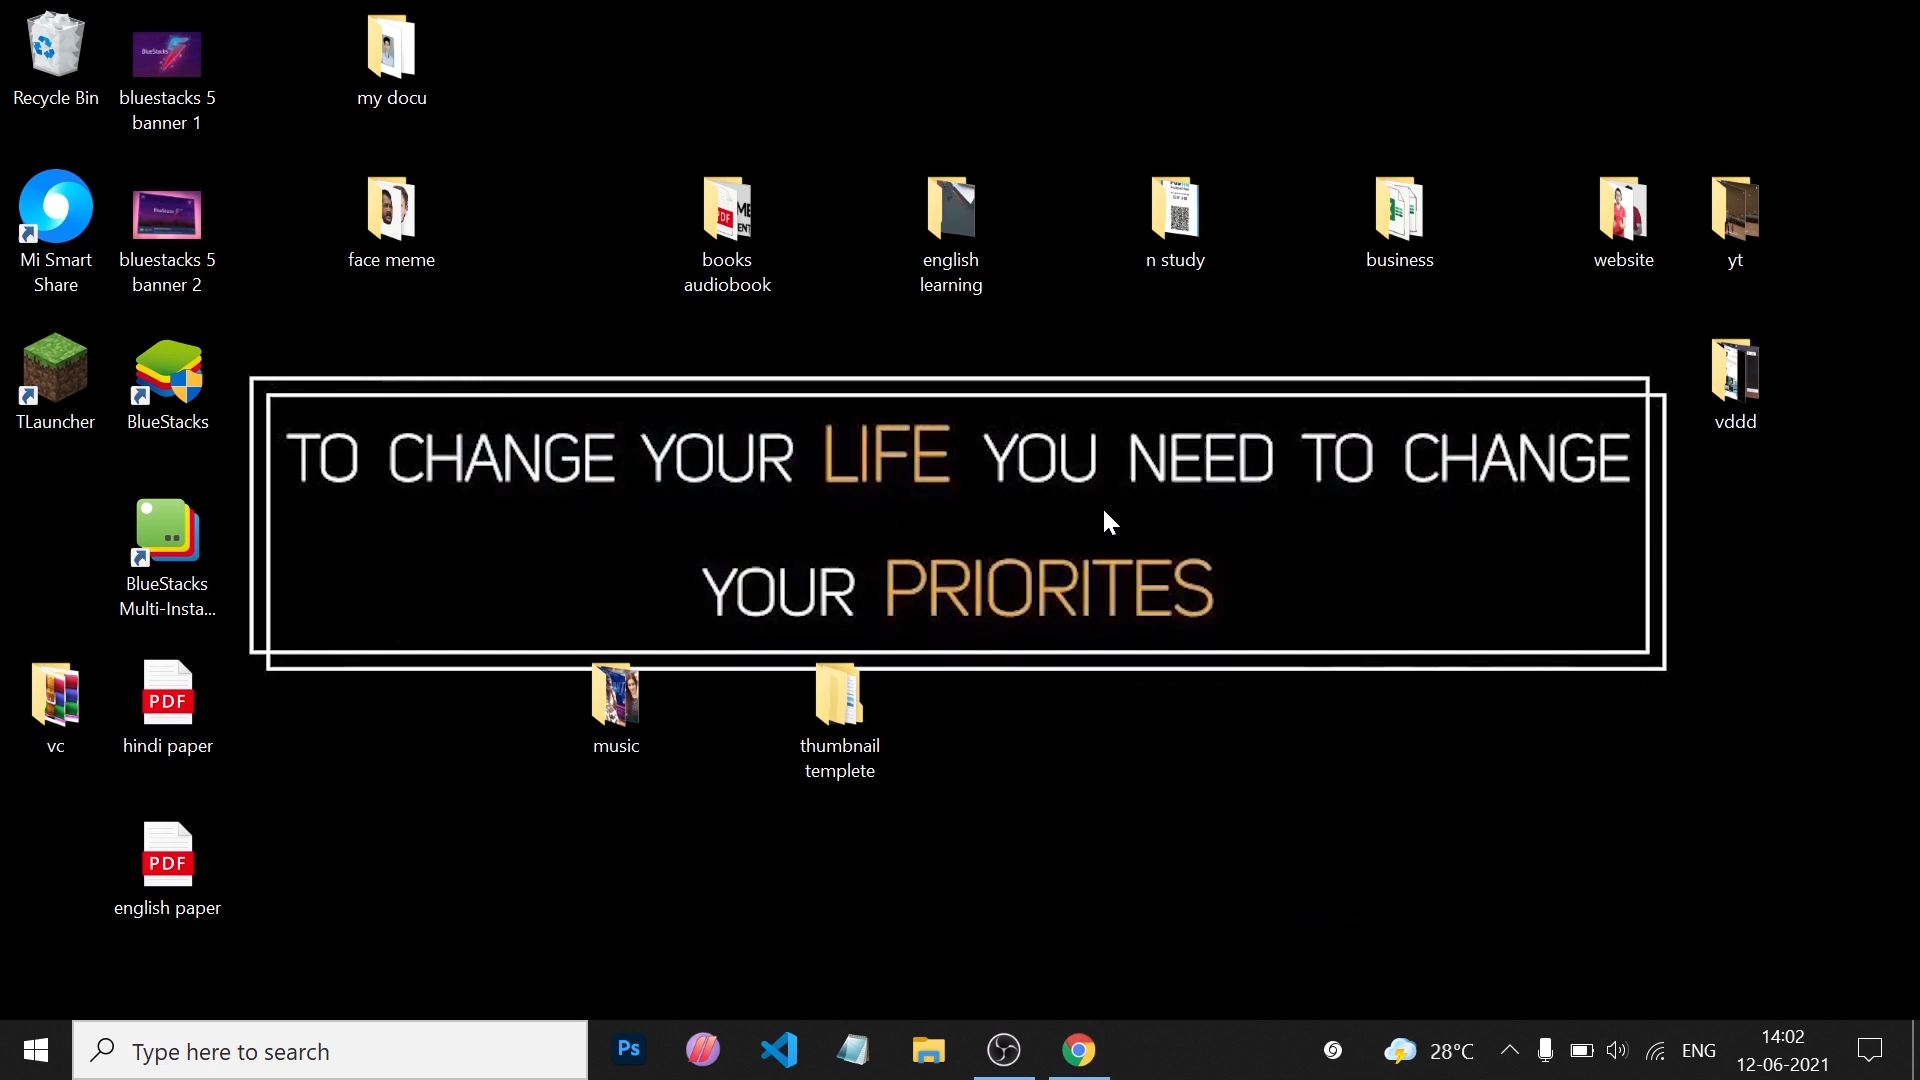 Recycle Bin
bluestacks 5
banner 1
my docu
Mi Smart
Share
bluestacks 5
banner 2
face meme
books
audiobook
english
learning
n study
business
website
yt
TLauncher
BlueStacks
vddd
TO CHANGE YOUR LIFE YOU NEED TO CHANGE
YOUR PRIORITES
BlueStacks
Multi-Insta...
vc
PDF
hindi paper
music
thumbnail
templete
PDF
english paper
Type here to search
Ps
28°C
ENG
14:02
12-06-2021